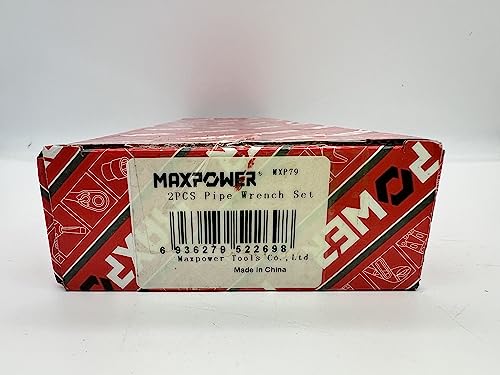 MAXPOWER® MXP79
2PCS Pipe Wrench Set
6 936279 522698
Maxpower Tools Co.,Ltd
Made in China